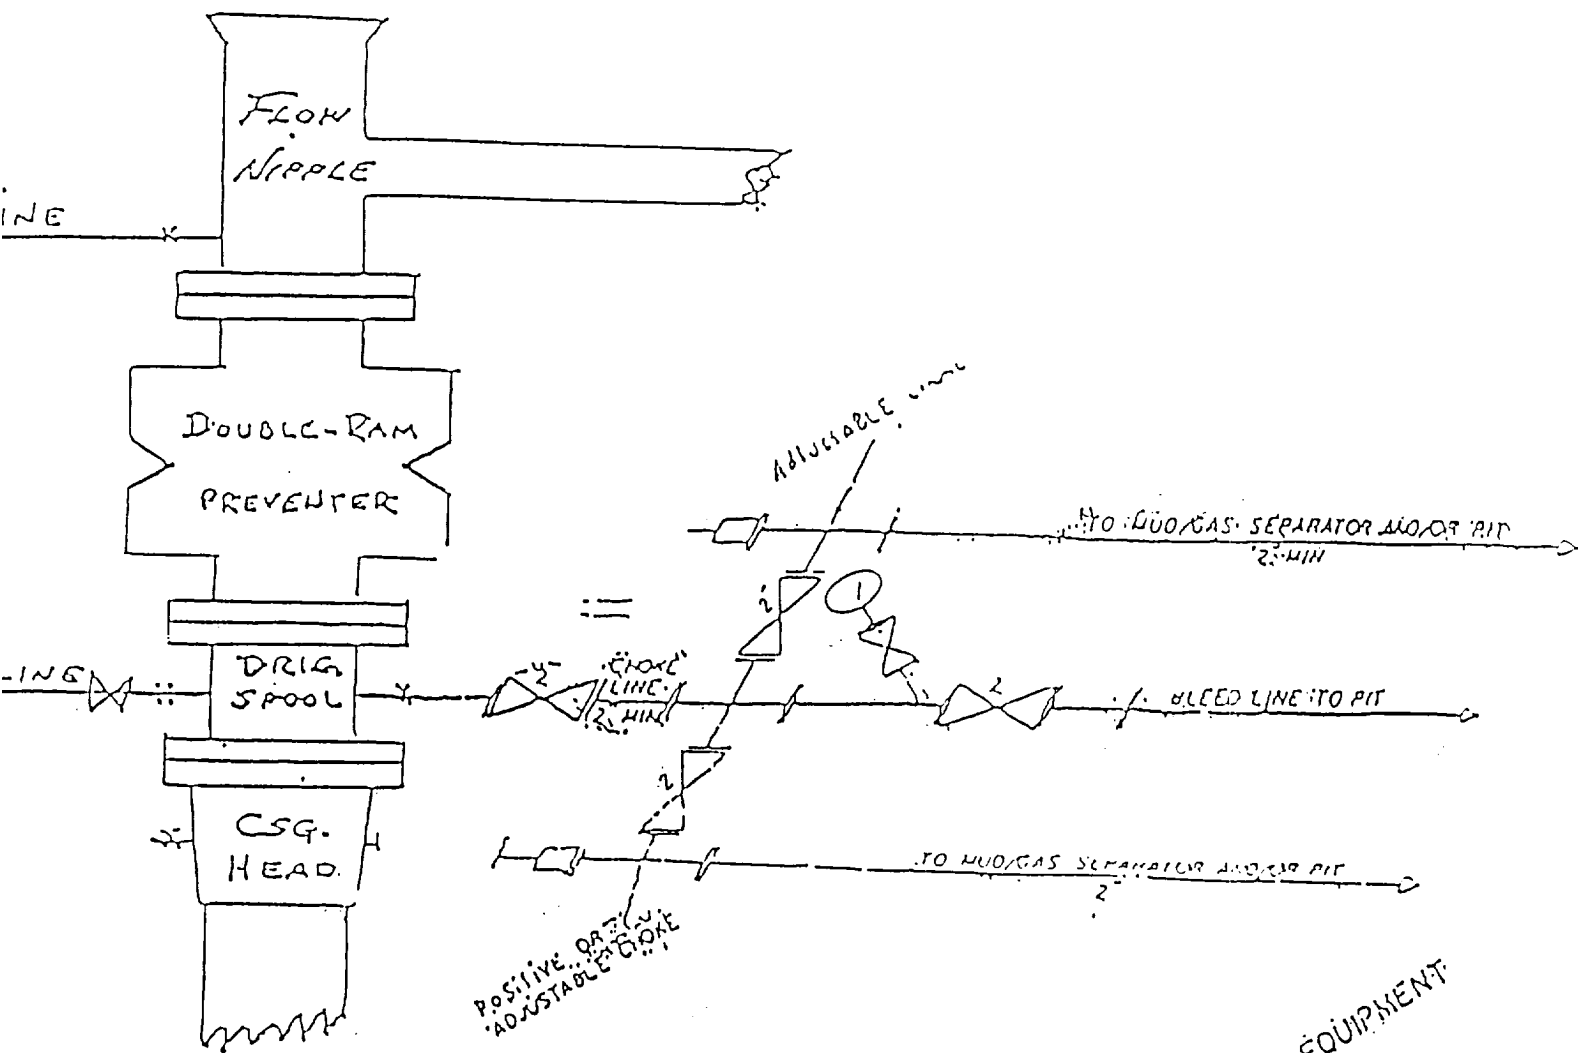 FLOW
NIPPLE
INE
DOUBLE-RAM
PREVENTER
ADJUSTABLE
TO MUD/GAS SEPARATOR AND/OR PIT
2" MIN
2"
1
LINE
DRLG
SPOOL
2"
CHOKE
LINE
2" MIN
2
BLEED LINE TO PIT
2
CSG.
HEAD
TO MUD/GAS SEPARATOR AND/OR PIT
2"
POSITIVE OR
ADJUSTABLE CHOKE
EQUIPMENT